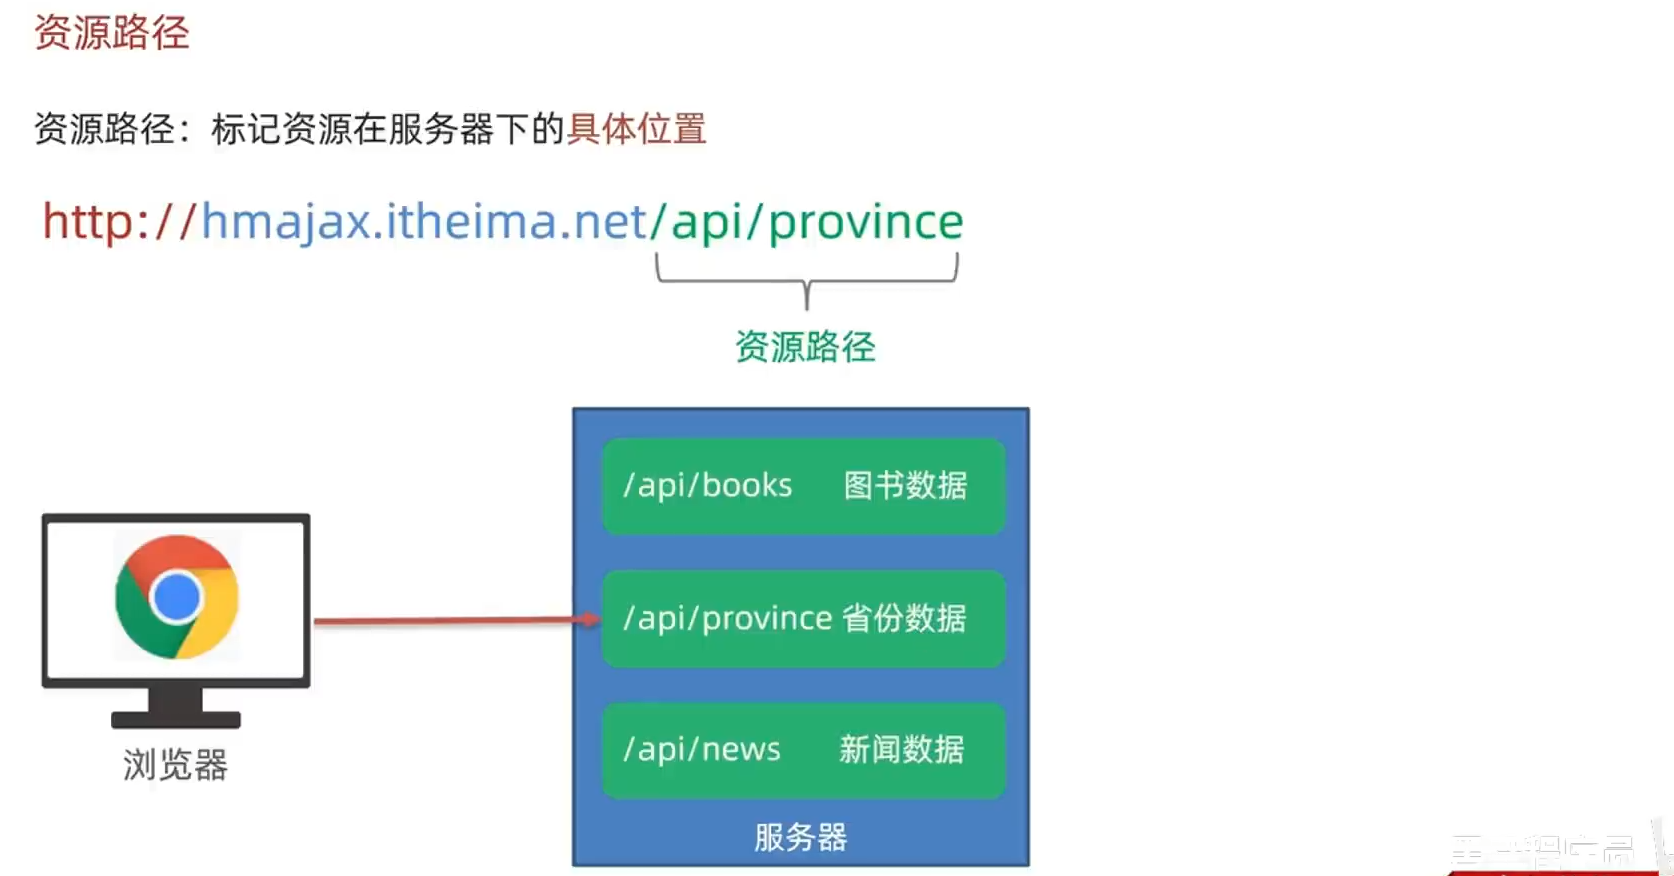 资源路径
资源路径：标记资源在服务器下的具体位置
http://hmajax.itheima.net/api/province
资源路径
/api/books 图书数据
/api/province 省份数据
/api/news 新闻数据
服务器
浏览器